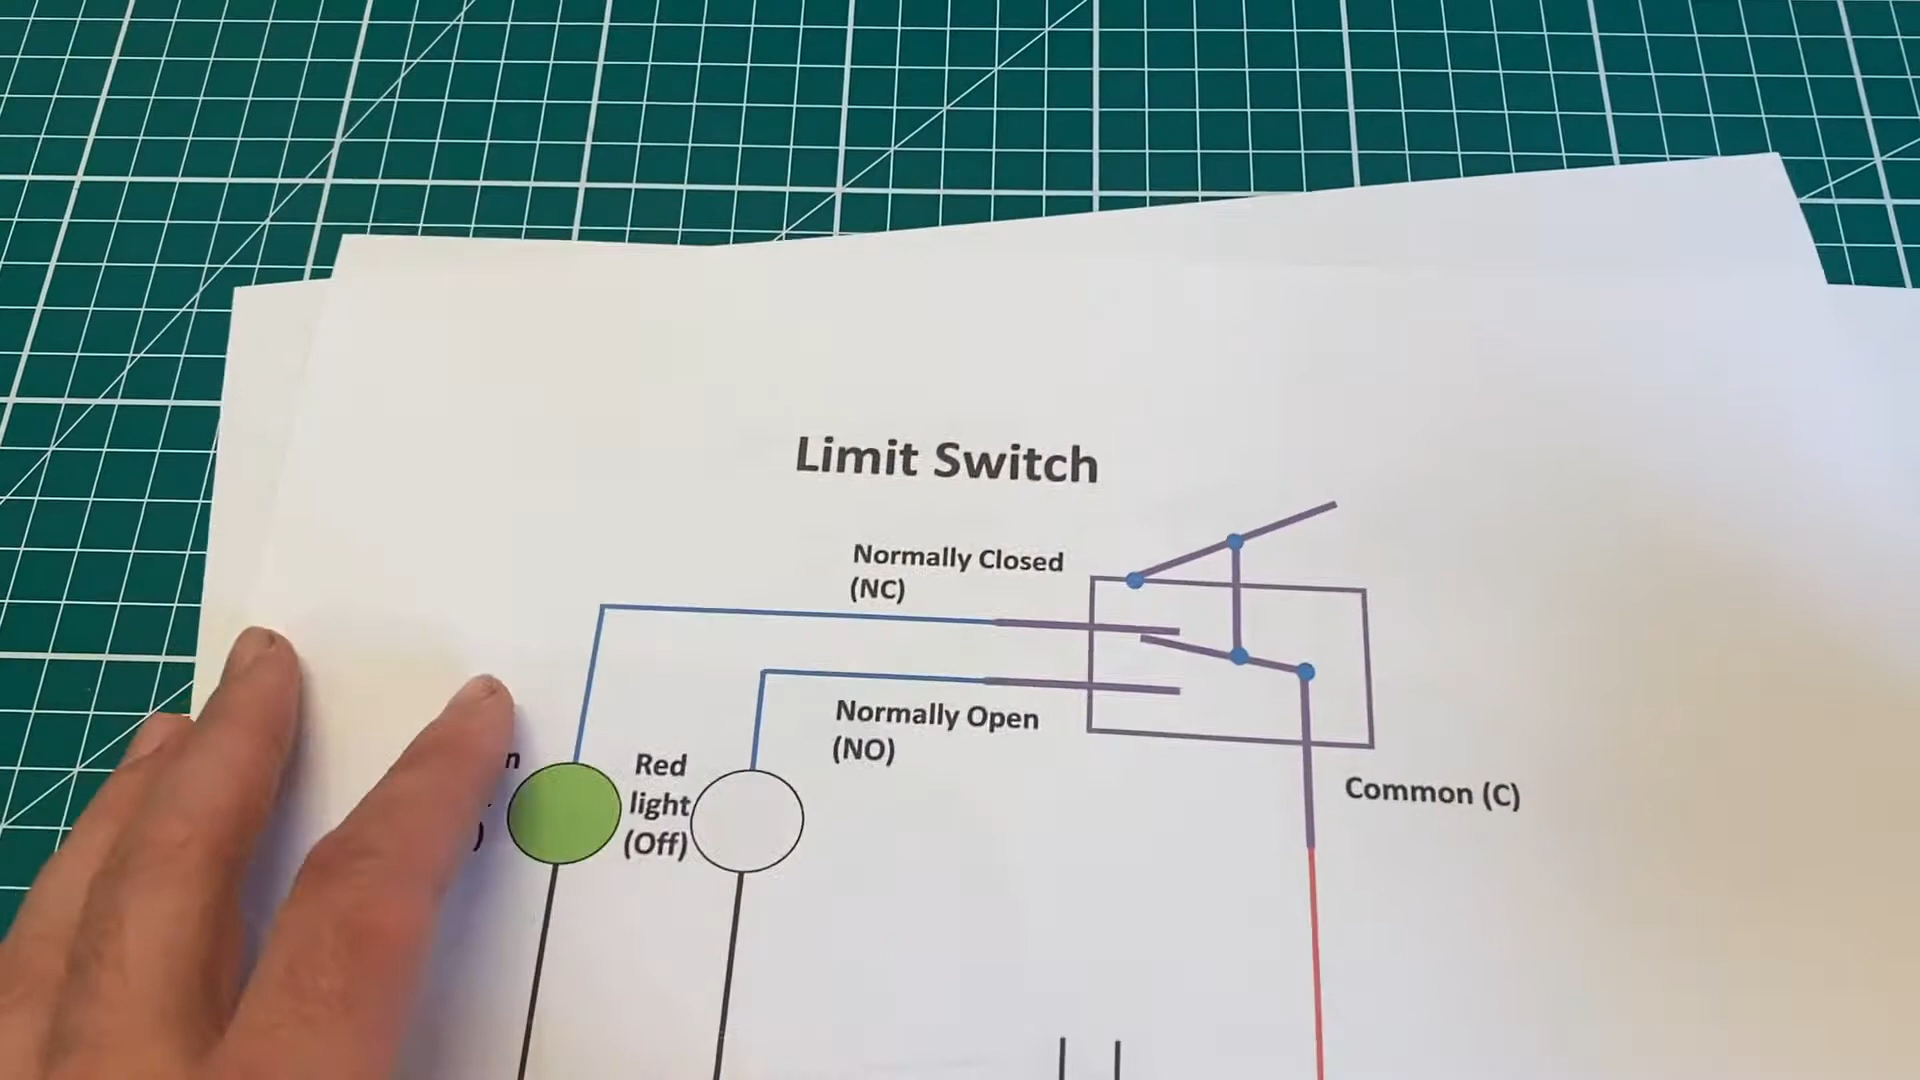 Limit Switch
Normally Closed
(NC)
Normally Open
(NO)
Red
light
(Off)
Common (C)